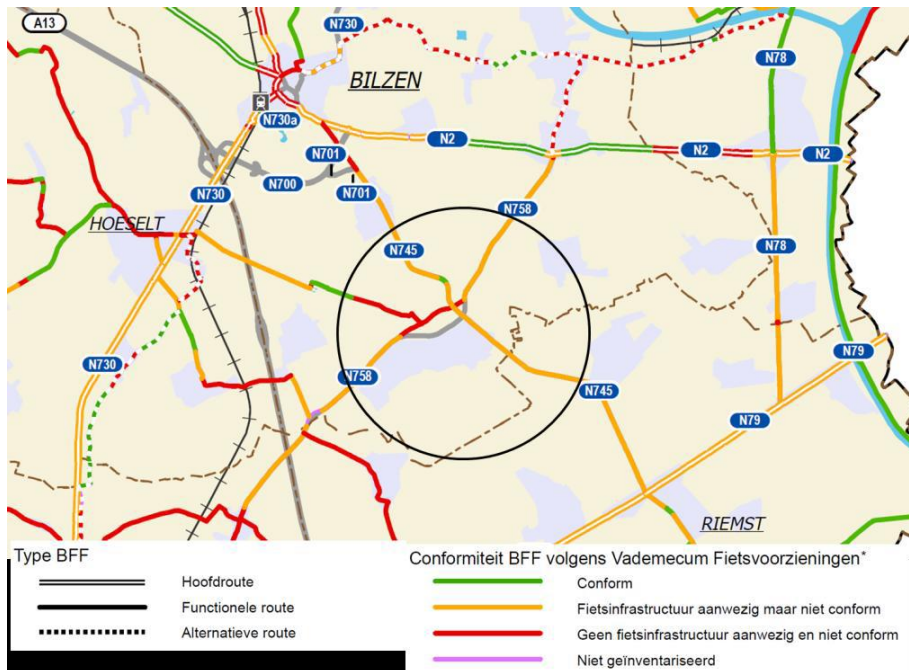 A13
N730
N78
BILZEN
N730a
N2
N2
N2
N701
N700
N701
N730
N758
HOESELT
N745
N78
N79
N730
N758
N745
N79
RIEMST
Type BFF
Hoofdroute
Functionele route
Alternatieve route
Conformiteit BFF volgens Vademecum Fietsvoorzieningen*
Conform
Fietsinfrastructuur aanwezig maar niet conform
Geen fietsinfrastructuur aanwezig en niet conform
Niet geïnventariseerd